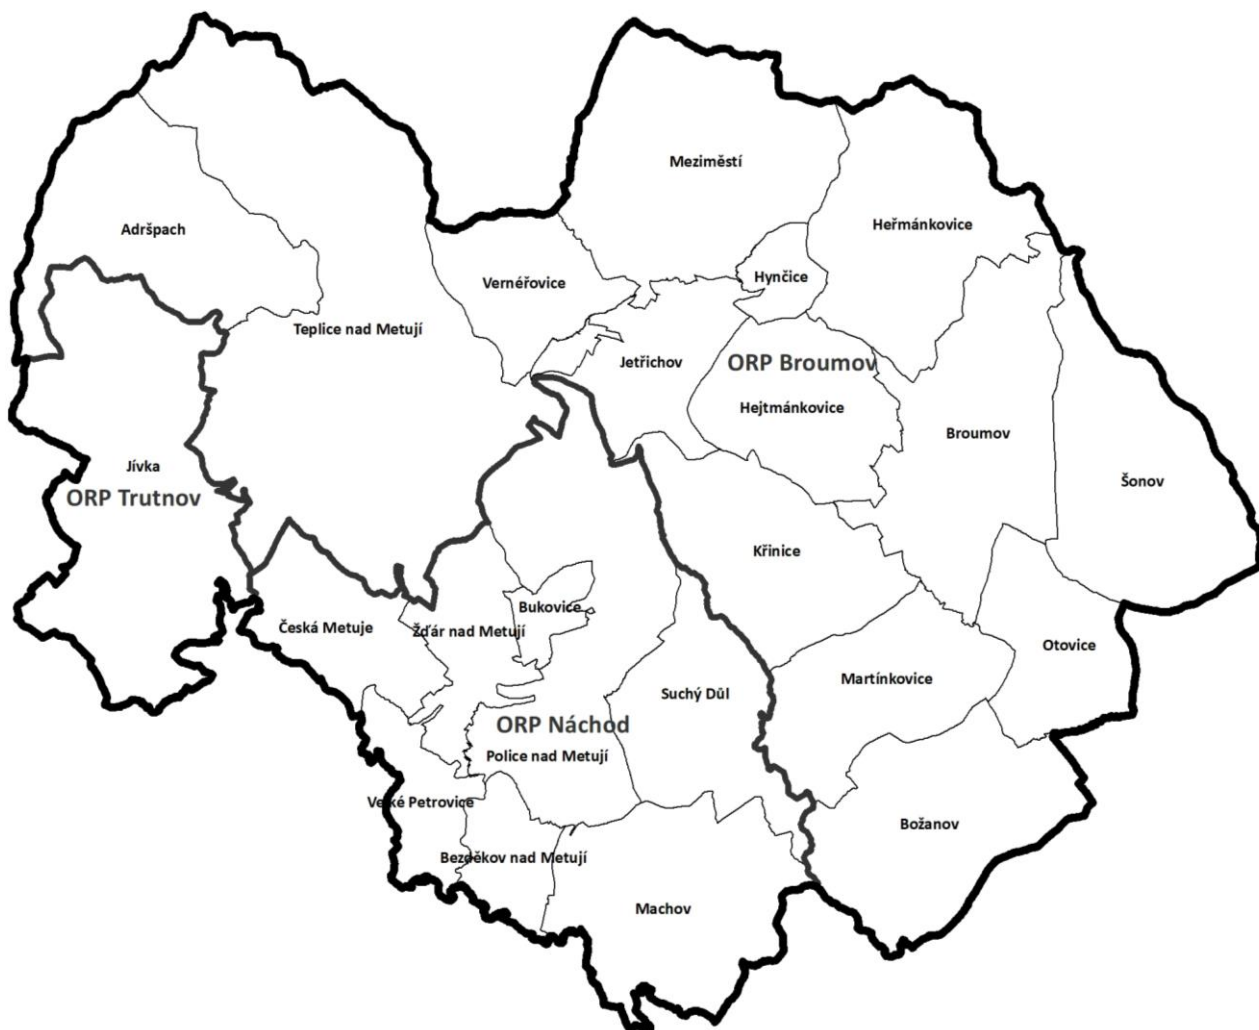 Meziměstí
Adršpach
Heřmánkovice
Vernéřovice
Hynčice
Teplice nad Metují
Jetřichov
ORP Broumov
Hejtmánkovice
Broumov
Jívka
ORP Trutnov
Šonov
Křinice
Bukovice
Česká Metuje
Žďár nad Metují
Otovice
Martínkovice
Suchý Důl
ORP Náchod
Police nad Metují
Velké Petrovice
Božanov
Bezděkov nad Metují
Machov